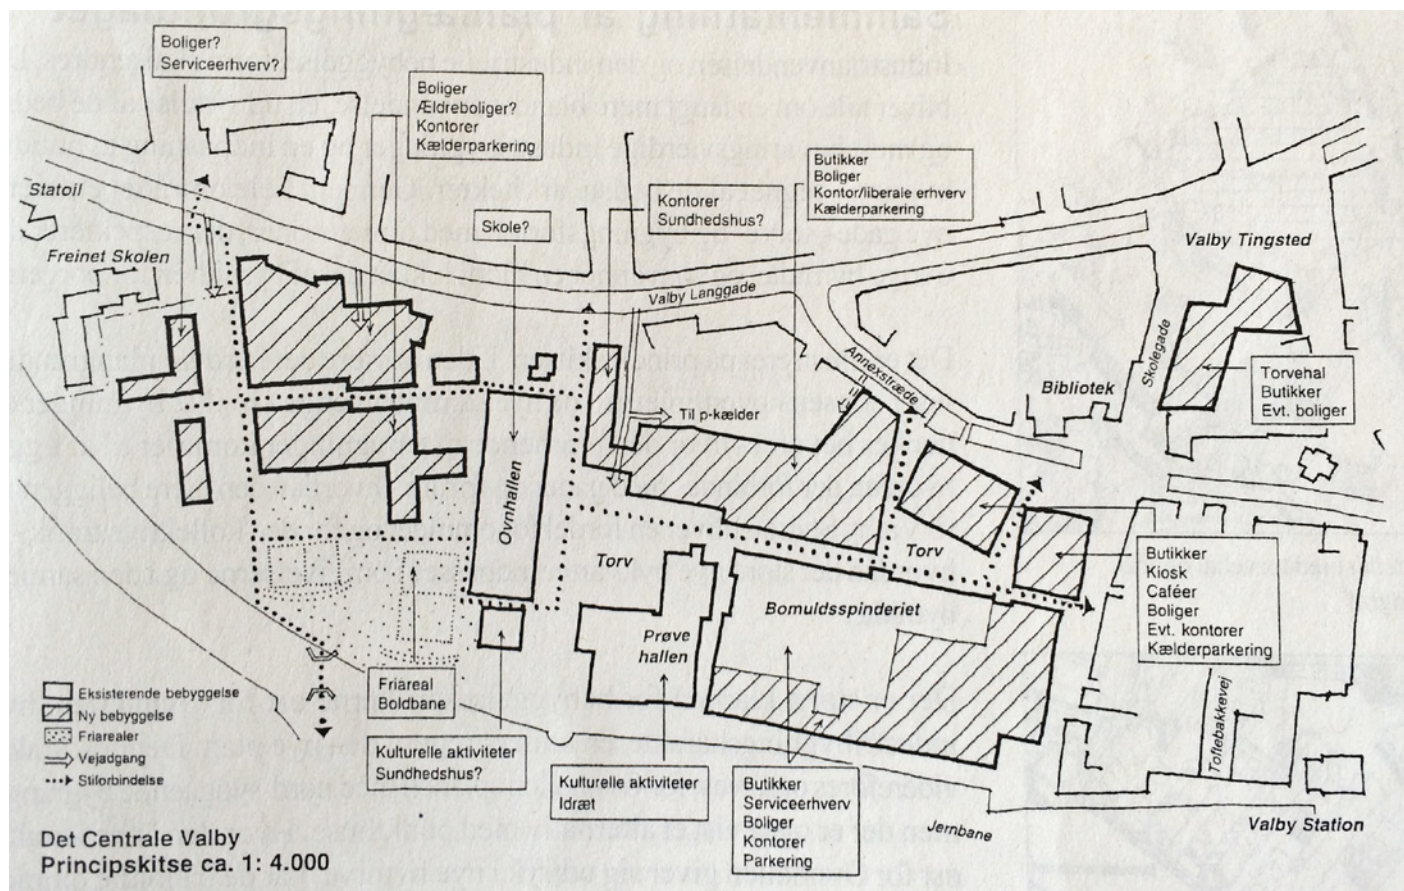 Boliger?
Serviceerhverv?
Boliger
Ældreboliger?
Kontorer
Kælderparkering
Butikker
Boliger
Kontor/liberale erhverv
Kælderparkering
Statoil
Skole?
Kontorer
Sundhedshus?
Freinet Skolen
Valby Tingsted
Valby Langgade
Annexstræde
Skolegade
Bibliotek
Torvehal
Butikker
Evt. boliger
Til p-kælder
Ovnhallen
Torv
Torv
Butikker
Kiosk
Caféer
Boliger
Evt. kontorer
Kælderparkering
Bomuldsspinderiet
Prøve
hallen
Friareal
Boldbane
Eksisterende bebyggelse
Ny bebyggelse
Friarealer
Vejadgang
Stiforbindelse
Kulturelle aktiviteter
Sundhedshus?
Kulturelle aktiviteter
Idræt
Butikker
Serviceerhverv
Boliger
Kontorer
Parkering
Toftebakkevej
Jernbane
Valby Station
Det Centrale Valby
Principskitse ca. 1: 4.000